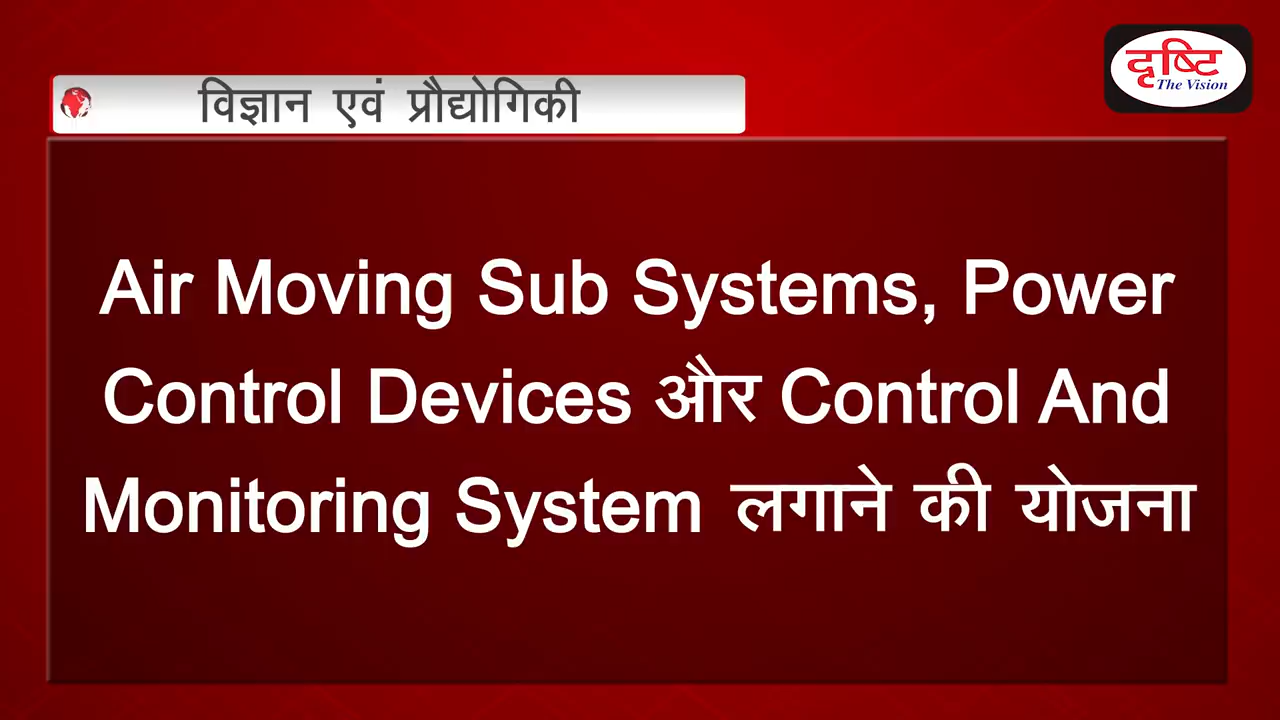 दृष्टि
The Vision
विज्ञान एवं प्रौद्योगिकी
Air Moving Sub Systems, Power
Control Devices और Control And
Monitoring System लगाने की योजना